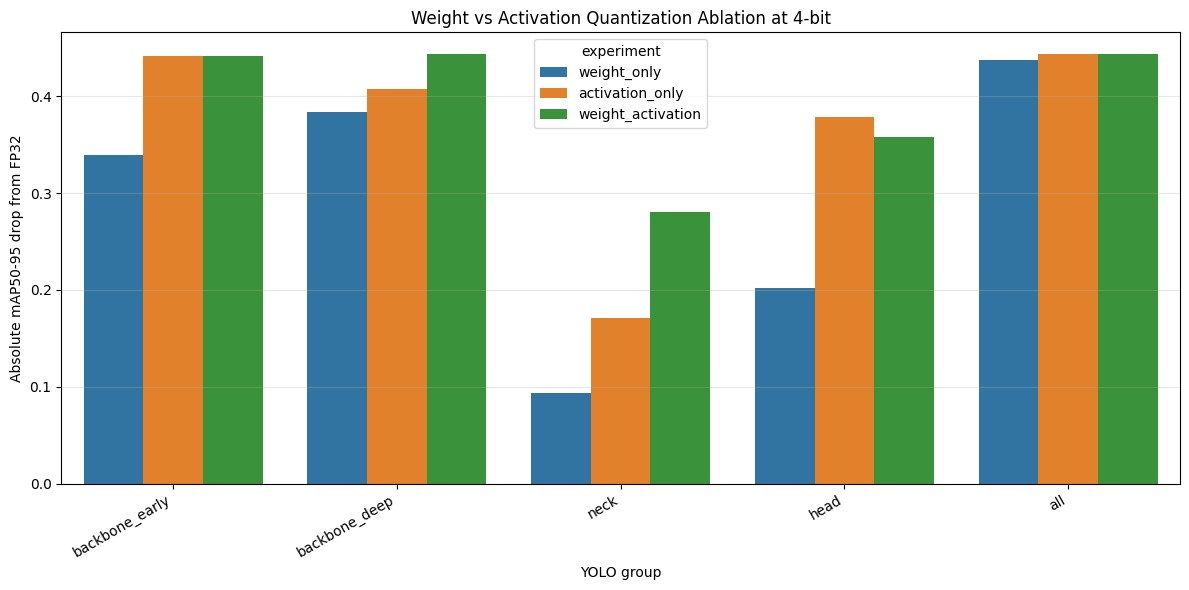 Weight vs Activation Quantization Ablation at 4-bit
experiment
weight_only
activation_only
weight_activation
Absolute mAP50-95 drop from FP32
0.4
0.3
0.2
0.1
0.0
backbone_early
backbone_deep
neck
head
all
YOLO group